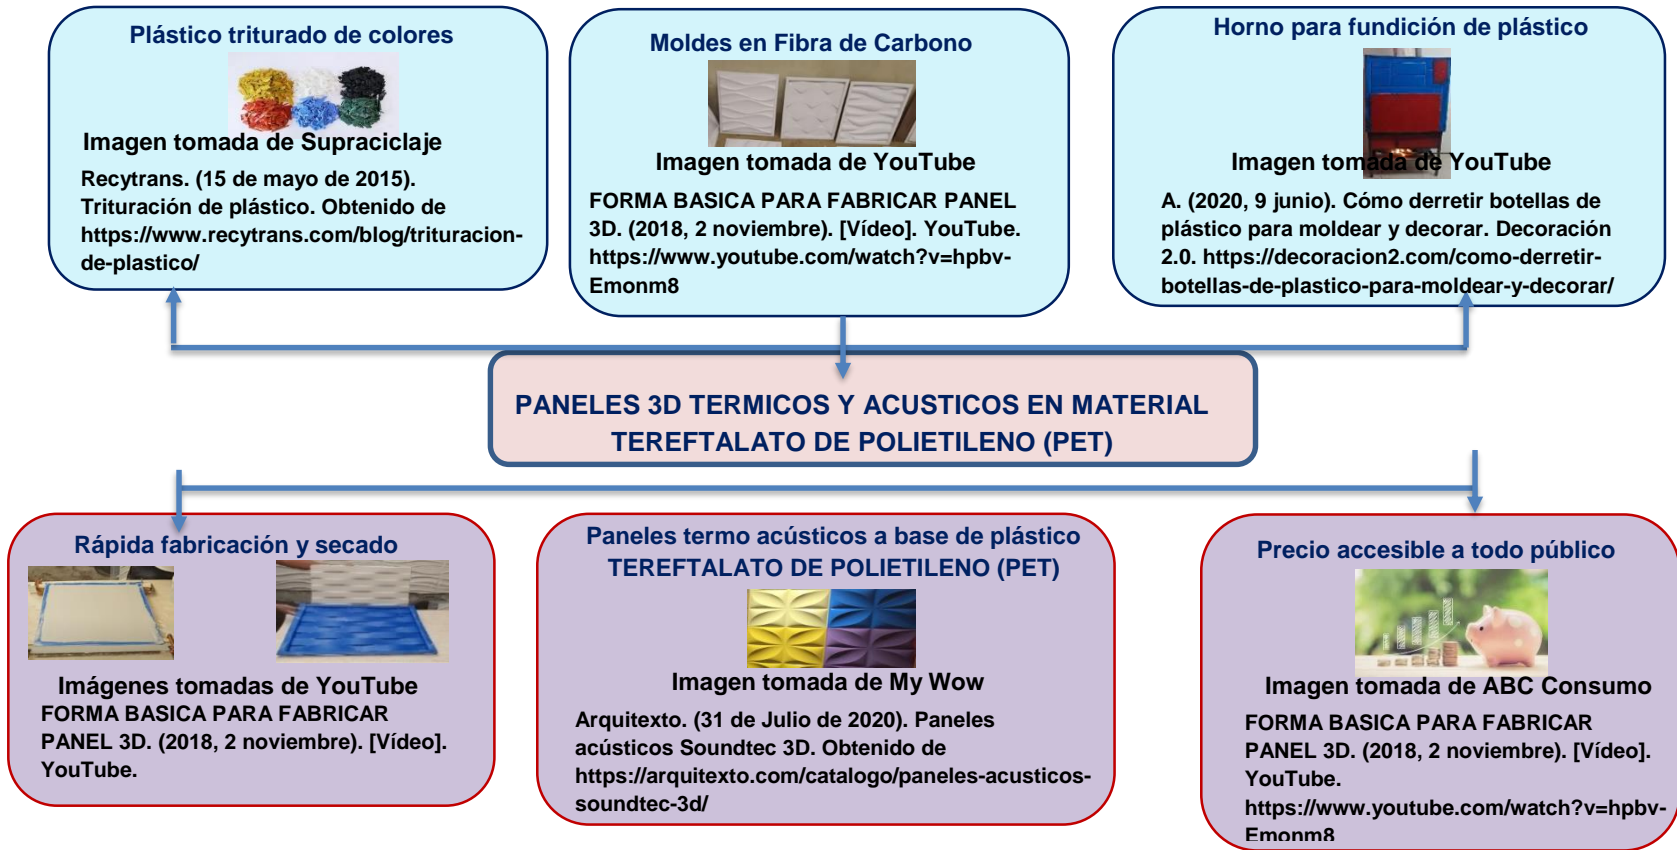 Plástico triturado de colores
Imagen tomada de Supraciclaje
Recytrans. (15 de mayo de 2015).
Trituración de plástico. Obtenido de
https://www.recytrans.com/blog/trituracion-
de-plastico/
Moldes en Fibra de Carbono
Imagen tomada de YouTube
FORMA BASICA PARA FABRICAR PANEL
3D. (2018, 2 noviembre). [Vídeo]. YouTube.
https://www.youtube.com/watch?v=hpbv-
Emonm8
Horno para fundición de plástico
Imagen tomada de YouTube
A. (2020, 9 junio). Cómo derretir botellas de
plástico para moldear y decorar. Decoración
2.0. https://decoracion2.com/como-derretir-
botellas-de-plastico-para-moldear-y-decorar/
PANELES 3D TERMICOS Y ACUSTICOS EN MATERIAL
TEREFTALATO DE POLIETILENO (PET)
Rápida fabricación y secado
Imágenes tomadas de YouTube
FORMA BASICA PARA FABRICAR
PANEL 3D. (2018, 2 noviembre). [Vídeo].
YouTube.
Paneles termo acústicos a base de plástico
TEREFTALATO DE POLIETILENO (PET)
Imagen tomada de My Wow
Arquitexto. (31 de Julio de 2020). Paneles
acústicos Soundtec 3D. Obtenido de
https://arquitexto.com/catalogo/paneles-acusticos-
soundtec-3d/
Precio accesible a todo público
Imagen tomada de ABC Consumo
FORMA BASICA PARA FABRICAR
PANEL 3D. (2018, 2 noviembre). [Vídeo].
YouTube.
https://www.youtube.com/watch?v=hpbv-
Emonm8